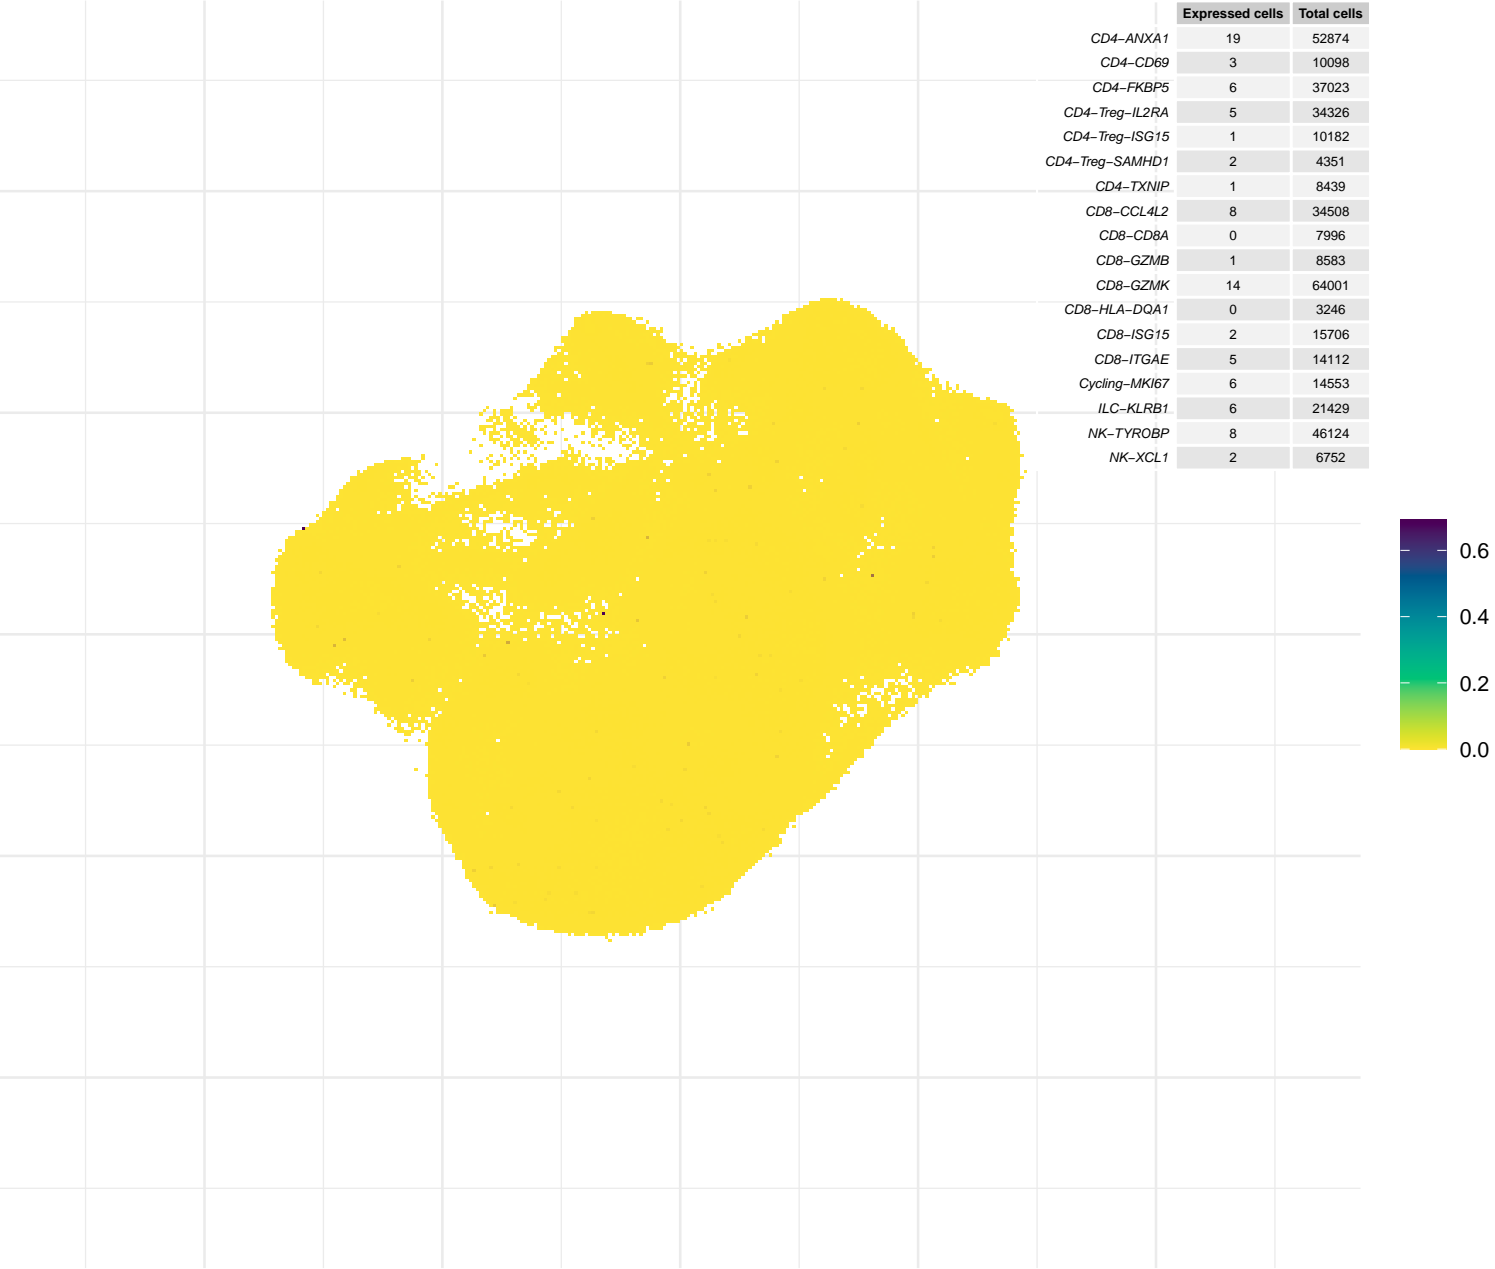 Expressed cells Total cells
CD4−ANXA1 19 52874
CD4−CD69 3 10098
CD4−FKBP5 6 37023
CD4−Treg−IL2RA 5 34326
CD4−Treg−ISG15 1 10182
CD4−Treg−SAMHD1 2 4351
CD4−TXNIP 1 8439
CD8−CCL4L2 8 34508
CD8−CD8A 0 7996
CD8−GZMB 1 8583
CD8−GZMK 14 64001
CD8−HLA−DQA1 0 3246
CD8−ISG15 2 15706
CD8−ITGAE 5 14112
Cycling−MKI67 6 14553
ILC−KLRB1 6 21429
NK−TYROBP 8 46124
NK−XCL1 2 6752
0.6
0.4
0.2
0.0